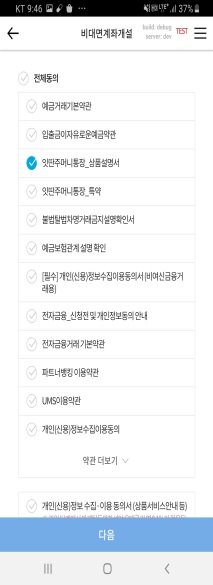 KT 9:46 ... 37%
비대면계좌개설
build: debug
server: dev
TEST
전체동의
예금거래기본약관
입출금이자유로운예금약관
잇딴주머니통장_상품설명서
잇딴주머니통장_특약
불법탈법차명거래금지설명확인서
예금보험관계 설명 확인
[필수] 개인(신용)정보수집이용동의서 (비여신금융거
래용)
전자금융_신청전 및 개인정보동의 안내
전자금융거래 기본약관
파트너뱅킹 이용약관
UMS이용약관
개인(신용)정보수집이용동의
약관 더보기
개인(신용)정보 수집·이용 동의서 (상품서비스안내 등)
다음